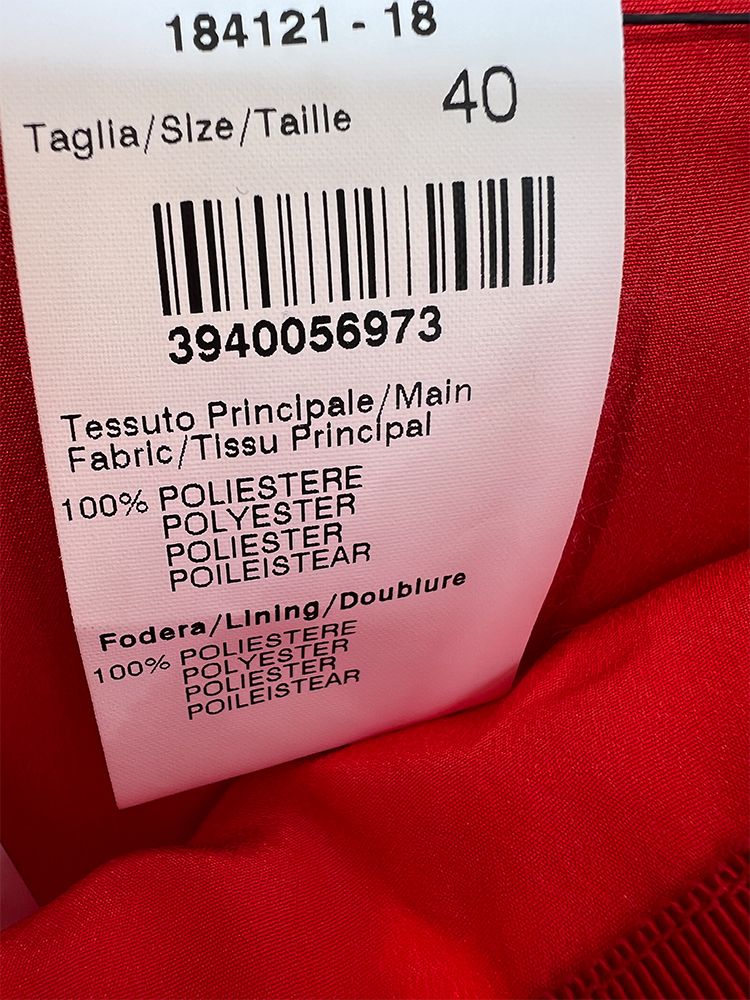 184121 - 18
Taglia/Size/Taille 40
3940056973
Tessuto Principale/Main
Fabric/Tissu Principal
100% POLIESTERE
POLYESTER
POLIESTER
POILEISTEAR
Fodera/Lining/Doublure
100% POLIESTERE
POLYESTER
POLIESTER
POILEISTEAR